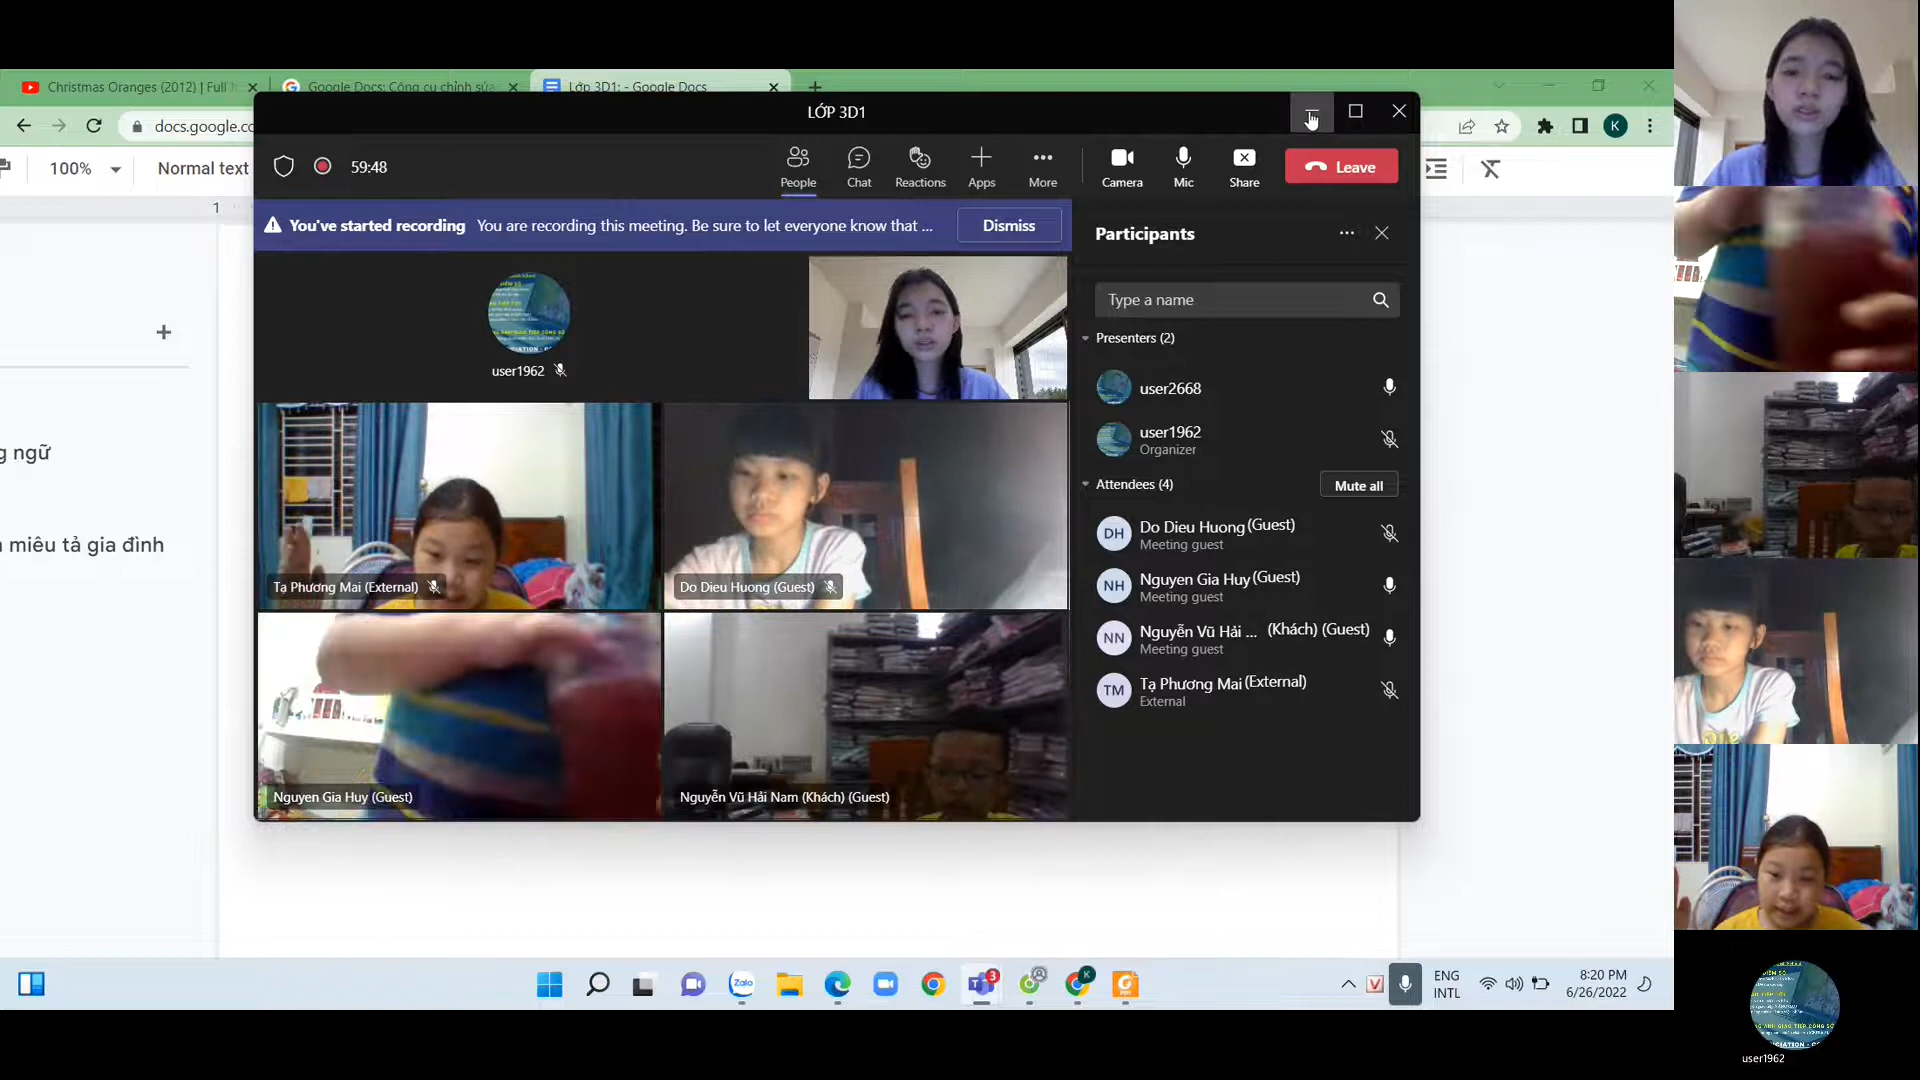 Christmas Oranges (2012) | Full
Google Docs: Công cụ chỉnh sửa
Lớp 3D1: - Google Docs
docs.google.co
K
100%
Normal text
1
g ngữ
miêu tả gia đình
LỚP 3D1
59:48
People
Chat
Reactions
Apps
More
Camera
Mic
Share
Leave
You've started recording You are recording this meeting. Be sure to let everyone know that ...
Dismiss
user1962
Tạ Phương Mai (External)
Do Dieu Huong (Guest)
Nguyen Gia Huy (Guest)
Nguyễn Vũ Hải Nam (Khách) (Guest)
Participants
Type a name
Presenters (2)
user2668
user1962
Organizer
Attendees (4)
Mute all
DH
Do Dieu Huong (Guest)
Meeting guest
NH
Nguyen Gia Huy (Guest)
Meeting guest
NN
Nguyễn Vũ Hải ... (Khách) (Guest)
Meeting guest
TM
Tạ Phương Mai (External)
External
Zalo
3
K
V
ENG
INTL
8:20 PM
6/26/2022
user1962